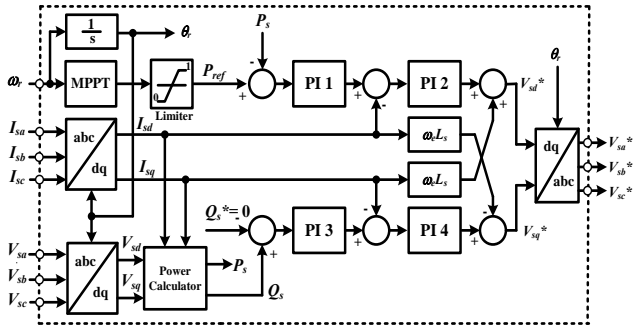 1
s
θr
Ps
ωr
MPPT
1
0
Limiter
Pref
-
+
PI 1
+
-
PI 2
+
+
Vsd*
θr
Isa
Isb
Isc
abc
dq
Isd
Isq
ωeLs
ωeLs
dq
abc
Vsa*
Vsb*
Vsc*
Qs*=0
-
+
PI 3
+
-
PI 4
+
-
Vsq*
Vsa
Vsb
Vsc
abc
dq
Vsd
Vsq
Power
Calculator
Ps
Qs